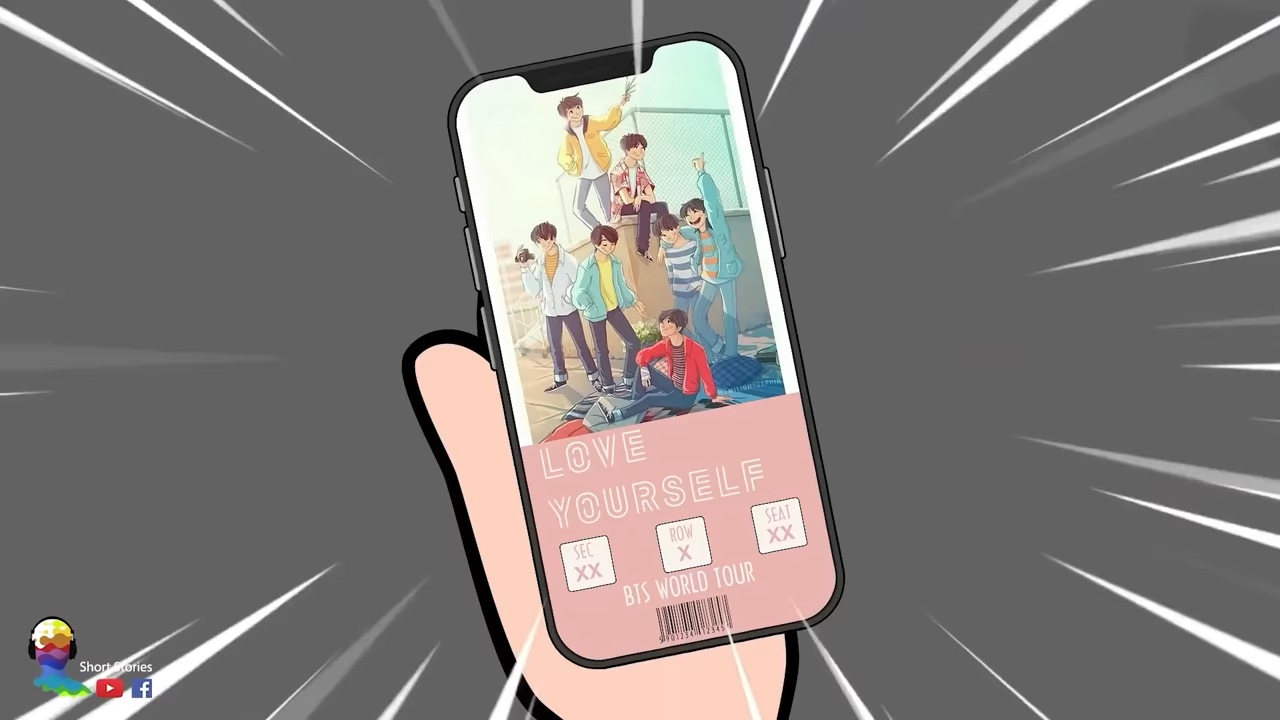 LOVE
YOURSELF
SEC
XX
ROW
X
SEAT
XX
BTS WORLD TOUR
Short Stories